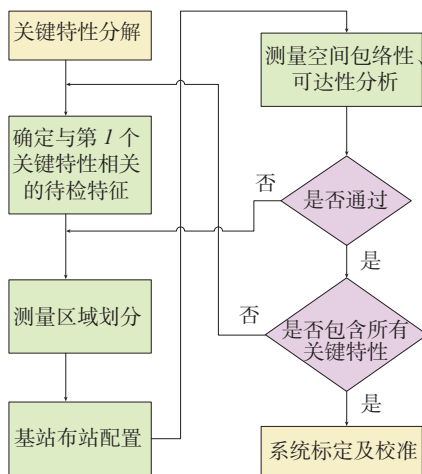 关键特性分解
确定与第1个
关键特性相关
的待检特征
测量区域划分
基站布站配置
测量空间包络性、
可达性分析
否
是否通过
是
否
是否包含所有
关键特性
是
系统标定及校准